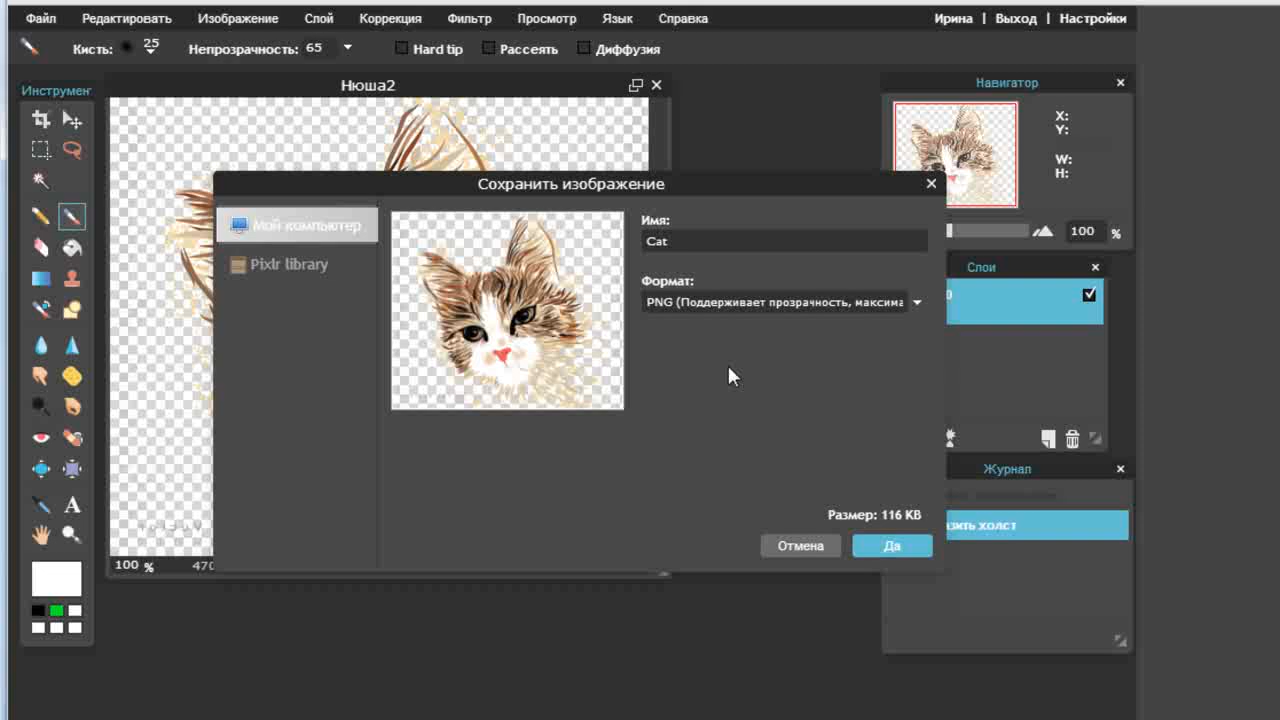 Файл Редактировать Изображение Слой Коррекция Фильтр Просмотр Язык Справка Ирина | Выход | Настройки
Кисть: 25 Непрозрачность: 65 Hard tip Рассеять Диффузия
Инструмен
Нюша2
Навигатор
X:
Y:
W:
H:
100 %
Сохранить изображение
Мой компьютер
Pixlr library
Имя:
Cat
Формат:
PNG (Поддерживает прозрачность, максима
Слои
Журнал
зить холст
Размер: 116 KB
Отмена Да
100 % 470
A